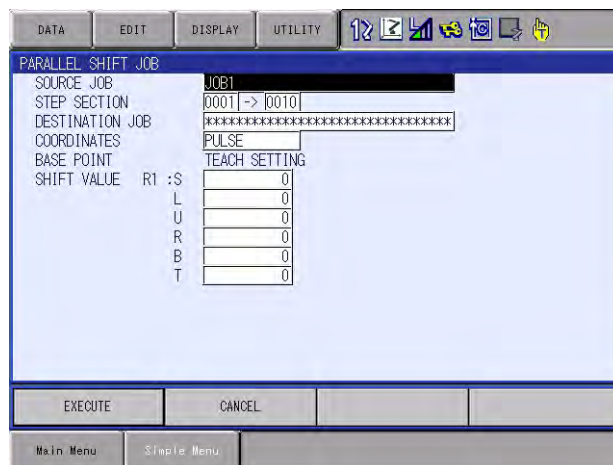 DATA EDIT DISPLAY UTILITY
PARALLEL SHIFT JOB
SOURCE JOB JOB1
STEP SECTION 0001 -> 0010
DESTINATION JOB ********************************
COORDINATES PULSE
BASE POINT TEACH SETTING
SHIFT VALUE R1 :S 0
L 0
U 0
R 0
B 0
T 0
EXECUTE CANCEL
Main Menu Simple Menu